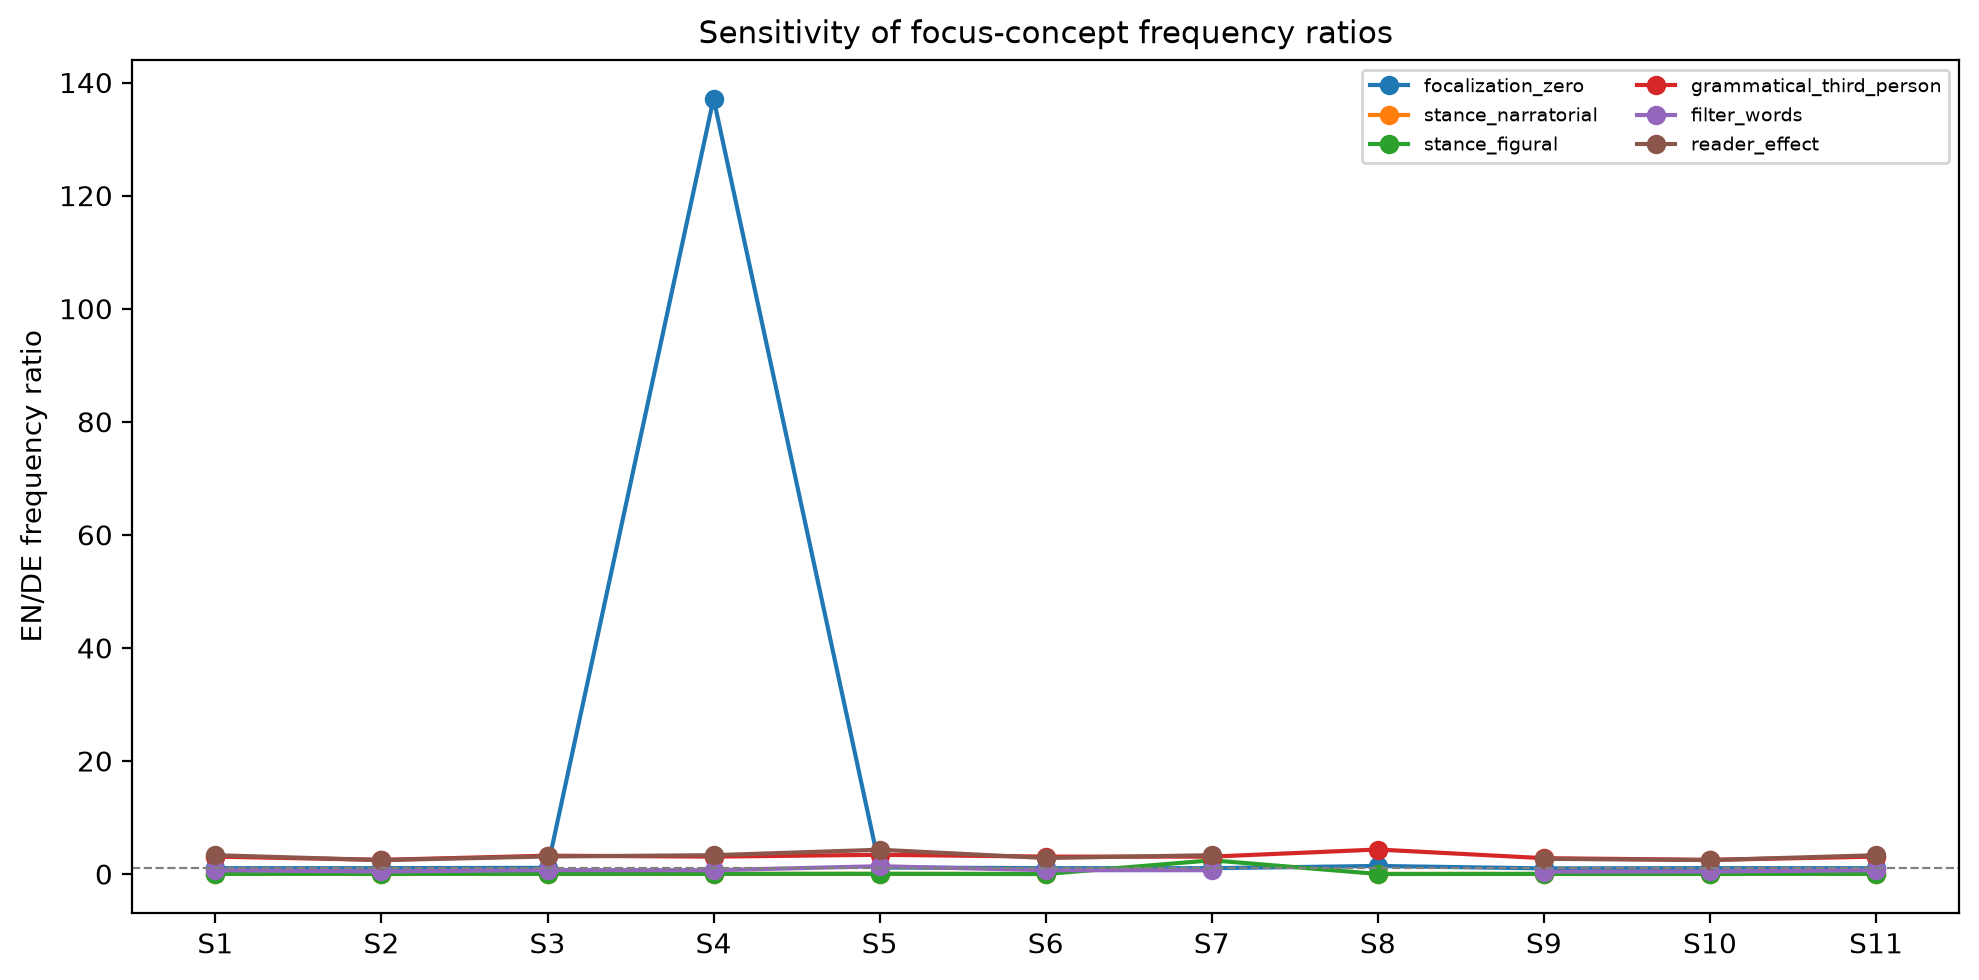 Sensitivity of focus-concept frequency ratios
focalization_zero
stance_narratorial
stance_figural
grammatical_third_person
filter_words
reader_effect
EN/DE frequency ratio
140
120
100
80
60
40
20
0
S1 S2 S3 S4 S5 S6 S7 S8 S9 S10 S11